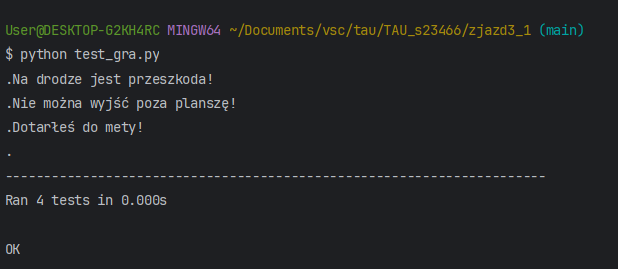 User@DESKTOP-G2KH4RC MINGW64 ~/Documents/vsc/tau/TAU_s23466/zjazd3_1 (main)
$ python test_gra.py
.Na drodze jest przeszkoda!
.Nie można wyjść poza planszę!
.Dotarłeś do mety!
.
----------------------------------------------------------------------
Ran 4 tests in 0.000s
OK